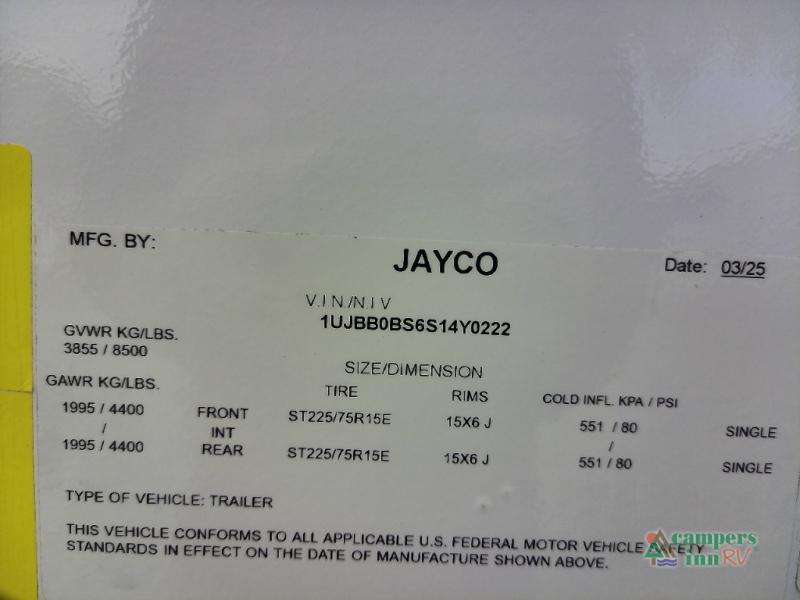 MFG. BY: JAYCO Date: 03/25
V.I.N./N.I.V
1UJBB0BS6S14Y0222
GVWR KG/LBS.
3855 / 8500
SIZE/DIMENSION
GAWR KG/LBS. TIRE RIMS COLD INFL. KPA / PSI
1995 / 4400 FRONT ST225/75R15E 15X6 J 551 / 80 SINGLE
/ INT /
1995 / 4400 REAR ST225/75R15E 15X6 J 551 / 80 SINGLE
TYPE OF VEHICLE: TRAILER
THIS VEHICLE CONFORMS TO ALL APPLICABLE U.S. FEDERAL MOTOR VEHICLE SAFETY
STANDARDS IN EFFECT ON THE DATE OF MANUFACTURE SHOWN ABOVE.
campers
inn RV